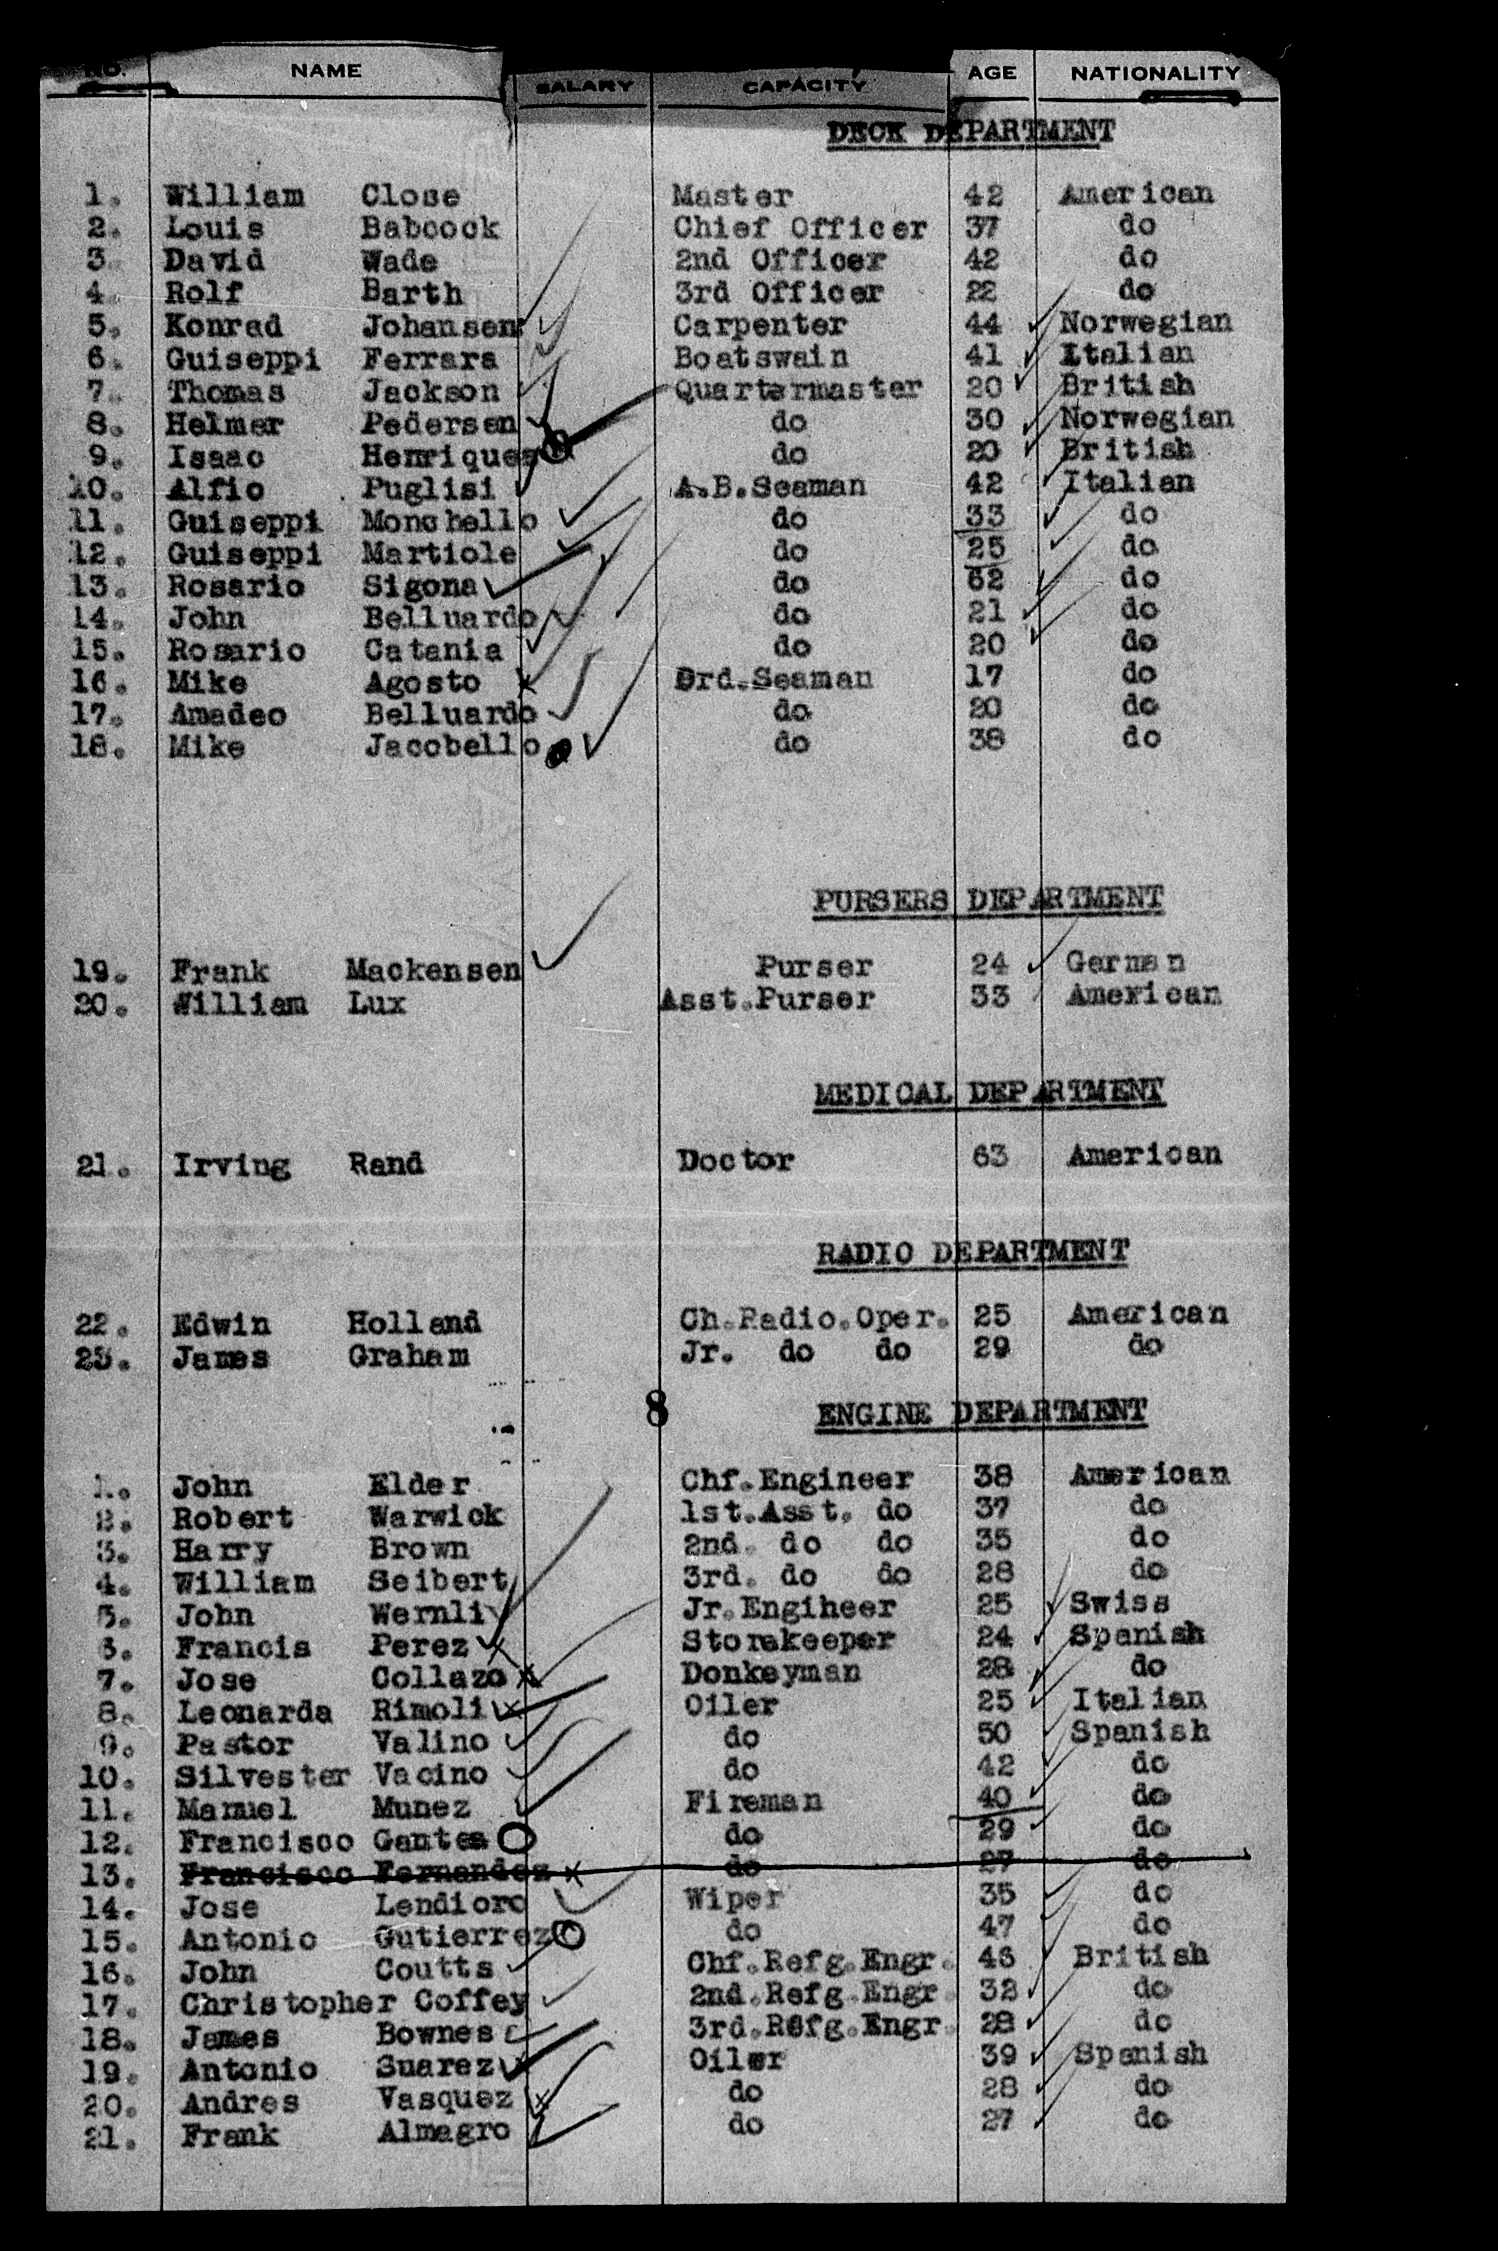 NO. NAME SALARY CAPACITY AGE NATIONALITY
DECK DEPARTMENT
1. William Close Master 42 American
2. Louis Babcock Chief Officer 37 do
3. David Wade 2nd Officer 42 do
4. Rolf Barth 3rd Officer 22 do
5. Konrad Johansen Carpenter 44 Norwegian
6. Guiseppi Ferrara Boatswain 41 Italian
7. Thomas Jackson Quartermaster 20 British
8. Helmer Pedersen do 30 Norwegian
9. Isaac Henriques do 20 British
10. Alfio Puglisi A.B.Seaman 42 Italian
11. Guiseppi Monchello do 33 do
12. Guiseppi Martiole do 25 do
13. Rosario Sigona do 62 do
14. John Belluardo do 21 do
15. Rosario Catania do 20 do
16. Mike Agosto Ord.Seaman 17 do
17. Amadeo Belluardo do 20 do
18. Mike Jacobello do 38 do
PURSERS DEPARTMENT
19. Frank Mackensen Purser 24 German
20. William Lux Asst.Purser 33 American
MEDICAL DEPARTMENT
21. Irving Rand Doctor 63 American
RADIO DEPARTMENT
22. Edwin Holland Ch.Radio.Oper. 25 American
23. James Graham Jr. do do 29 do
8
ENGINE DEPARTMENT
1. John Elder Chf.Engineer 38 American
2. Robert Warwick 1st.Asst. do 37 do
3. Harry Brown 2nd. do do 35 do
4. William Seibert 3rd. do do 28 do
5. John Wernli Jr.Engiheer 25 Swiss
6. Francis Perez Storekeeper 24 Spanish
7. Jose Collazo Donkeyman 28 do
8. Leonarda Rimoli Oiler 25 Italian
9. Pastor Valino do 50 Spanish
10. Silvester Vacino do 42 do
11. Manuel Munez Fireman 40 do
12. Francisco Gantes do 29 do
13. Francisco Fernandez do 27 do
14. Jose Lendioro Wiper 35 do
15. Antonio Gutierrez do 47 do
16. John Coutts Chf.Refg.Engr. 46 British
17. Christopher Coffey 2nd.Refg.Engr. 32 do
18. James Bownes 3rd.Refg.Engr. 28 do
19. Antonio Suarez Oiler 39 Spanish
20. Andres Vasquez do 28 do
21. Frank Almagro do 27 do